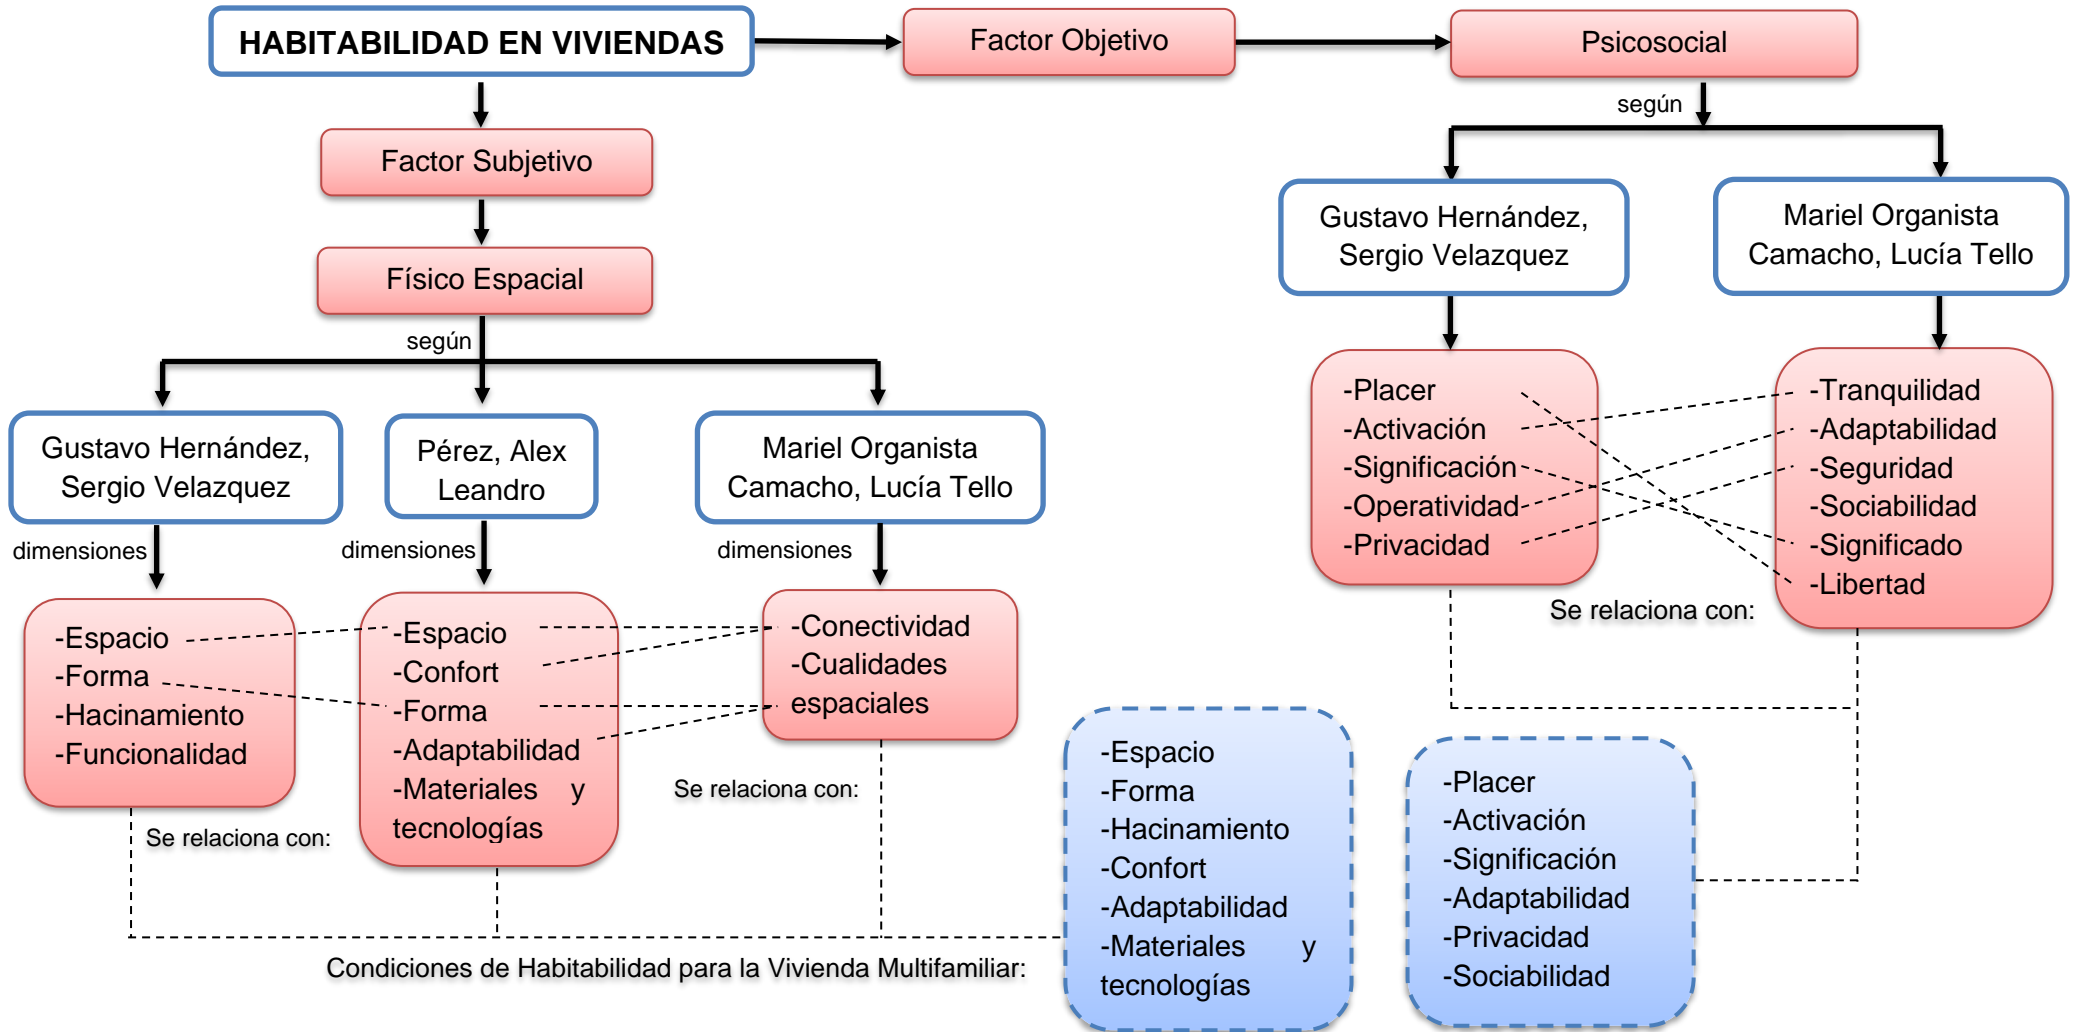 HABITABILIDAD EN VIVIENDAS
Factor Objetivo
Psicosocial
según
Factor Subjetivo
Gustavo Hernández,
Sergio Velazquez
Mariel Organista
Camacho, Lucía Tello
Físico Espacial
según
-Placer
-Activación
-Significación
-Operatividad
-Privacidad
-Tranquilidad
-Adaptabilidad
-Seguridad
-Sociabilidad
-Significado
-Libertad
Se relaciona con:
Gustavo Hernández,
Sergio Velazquez
Pérez, Alex
Leandro
Mariel Organista
Camacho, Lucía Tello
dimensiones
dimensiones
dimensiones
-Espacio
-Forma
-Hacinamiento
-Funcionalidad
-Espacio
-Confort
-Forma
-Adaptabilidad
-Materiales y
tecnologías
-Conectividad
-Cualidades
espaciales
Se relaciona con:
Se relaciona con:
Condiciones de Habitabilidad para la Vivienda Multifamiliar:
-Espacio
-Forma
-Hacinamiento
-Confort
-Adaptabilidad
-Materiales y
tecnologías
-Placer
-Activación
-Significación
-Adaptabilidad
-Privacidad
-Sociabilidad